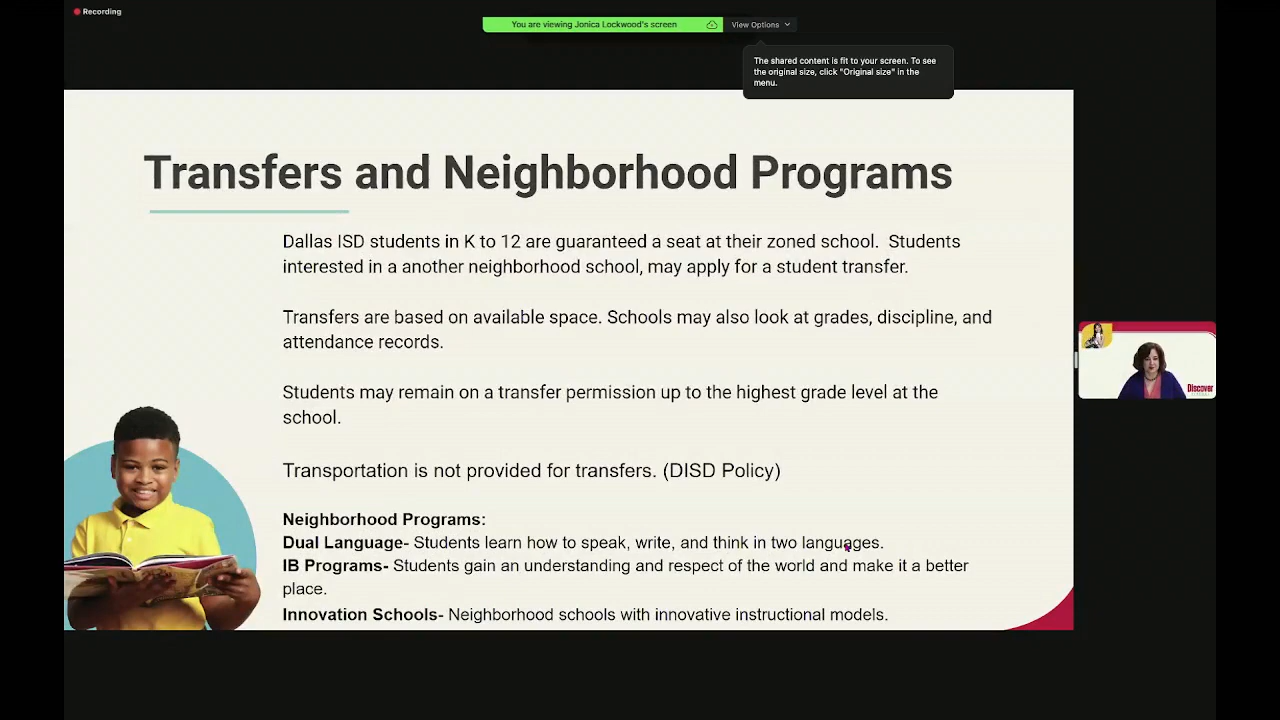 Recording
You are viewing Jonica Lockwood's screen
View Options
The shared content is fit to your screen. To see
the original size, click "Original size" in the
menu.
Transfers and Neighborhood Programs
Dallas ISD students in K to 12 are guaranteed a seat at their zoned school. Students
interested in a another neighborhood school, may apply for a student transfer.
Transfers are based on available space. Schools may also look at grades, discipline, and
attendance records.
Students may remain on a transfer permission up to the highest grade level at the
school.
Transportation is not provided for transfers. (DISD Policy)
Neighborhood Programs:
Dual Language- Students learn how to speak, write, and think in two languages.
IB Programs- Students gain an understanding and respect of the world and make it a better
place.
Innovation Schools- Neighborhood schools with innovative instructional models.
Discover